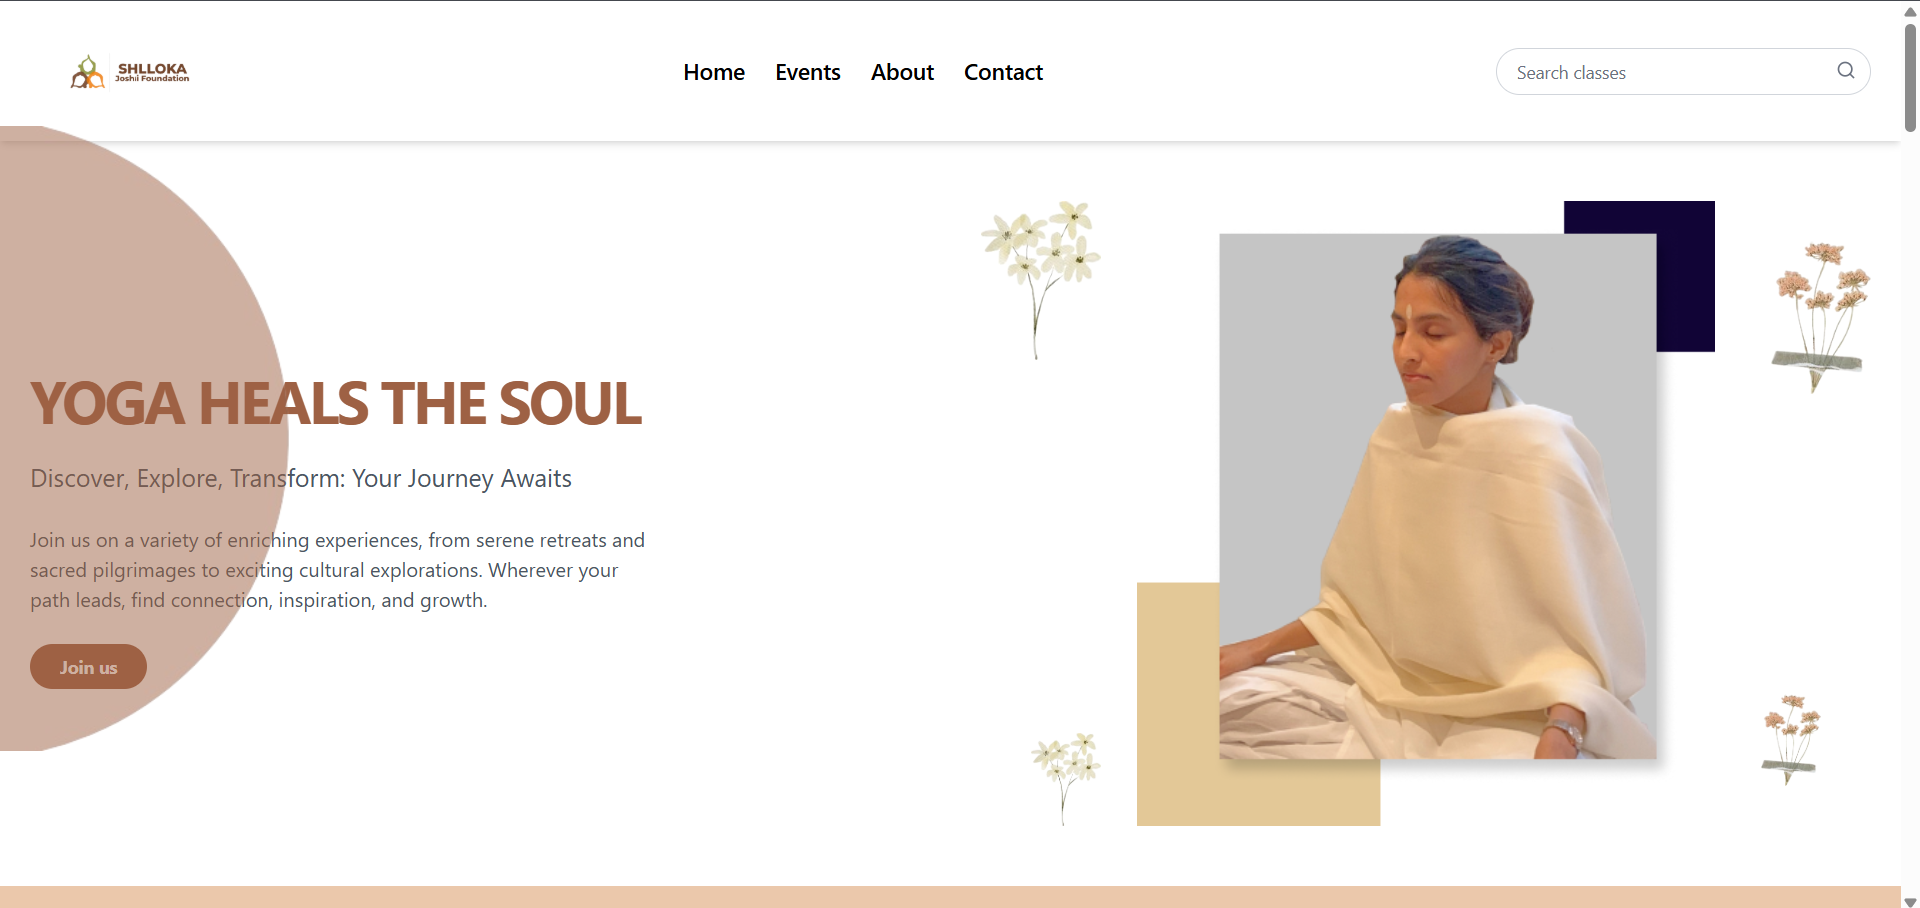 SHLLOKA
Joshii Foundation
Home
Events
About
Contact
Search classes
YOGA HEALS THE SOUL
Discover, Explore, Transform: Your Journey Awaits
Join us on a variety of enriching experiences, from serene retreats and
sacred pilgrimages to exciting cultural explorations. Wherever your
path leads, find connection, inspiration, and growth.
Join us